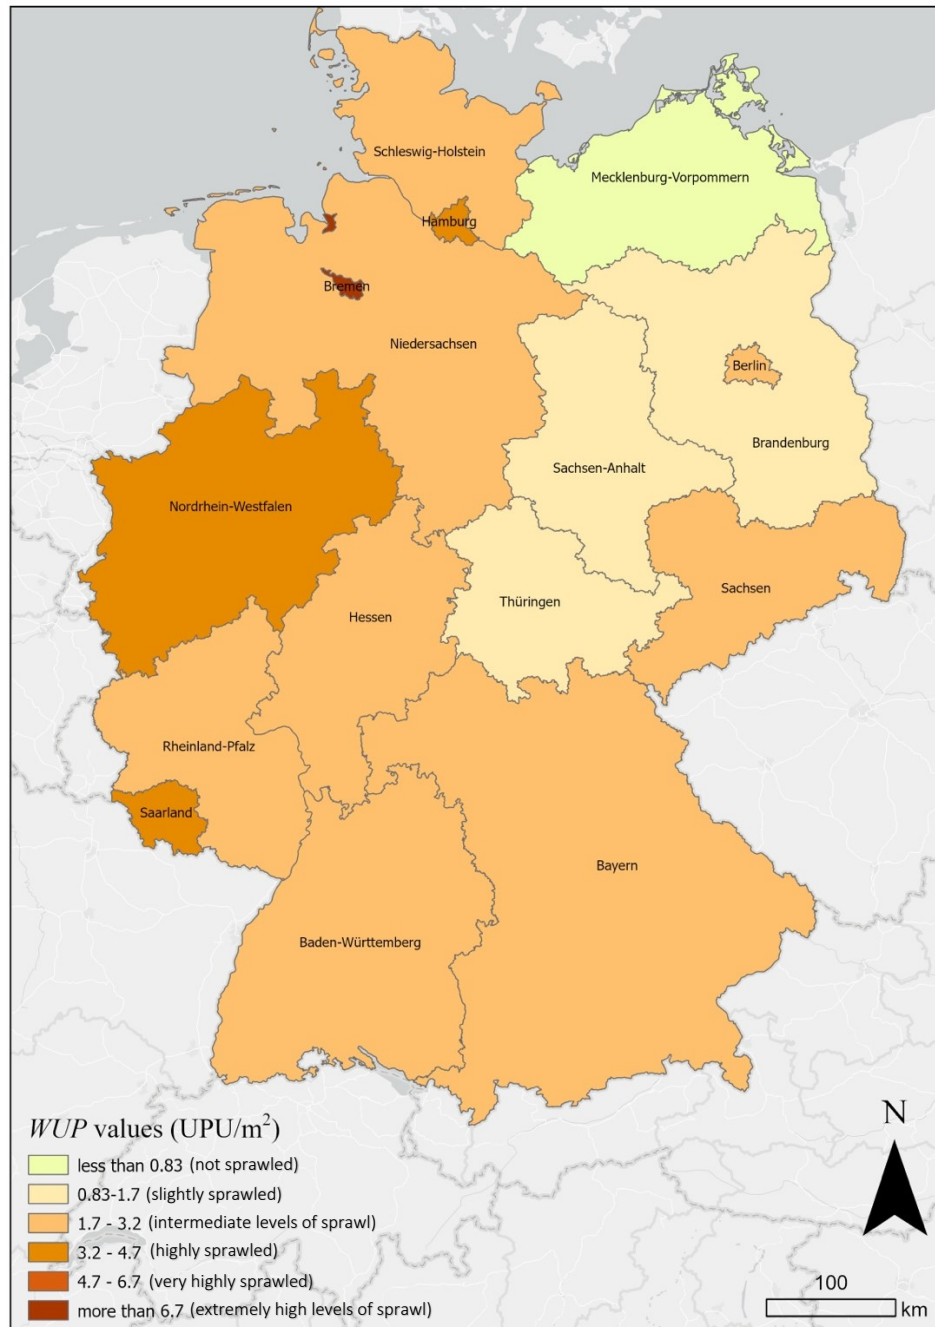 Schleswig-Holstein
Mecklenburg-Vorpommern
Hamburg
Bremen
Niedersachsen
Berlin
Brandenburg
Sachsen-Anhalt
Nordrhein-Westfalen
Sachsen
Thüringen
Hessen
Rheinland-Pfalz
Saarland
Bayern
Baden-Württemberg
WUP values (UPU/m²)
less than 0.83 (not sprawled)
0.83-1.7 (slightly sprawled)
1.7 - 3.2 (intermediate levels of sprawl)
3.2 - 4.7 (highly sprawled)
4.7 - 6.7 (very highly sprawled)
more than 6.7 (extremely high levels of sprawl)
N
100
km